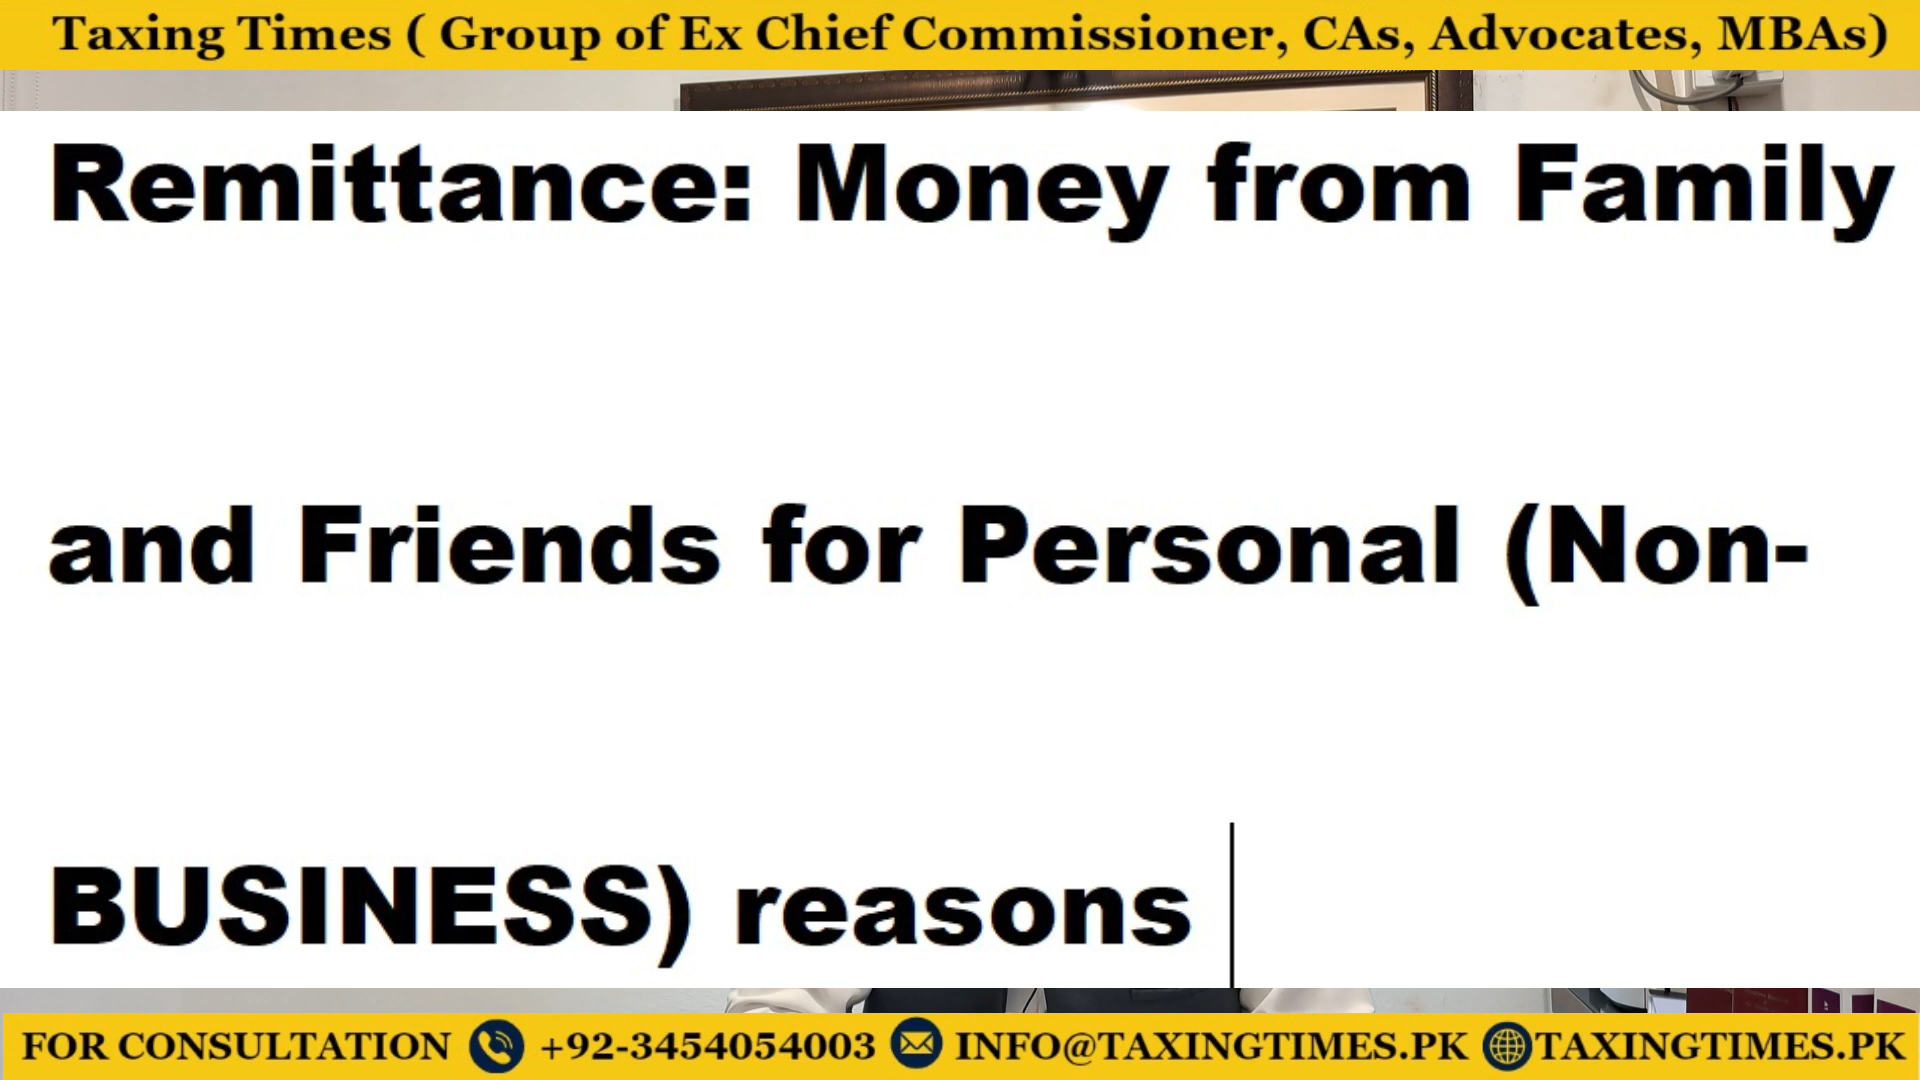 Taxing Times ( Group of Ex Chief Commissioner, CAs, Advocates, MBAs)
Remittance: Money from Family
and Friends for Personal (Non-
BUSINESS) reasons
FOR CONSULTATION +92-3454054003 INFO@TAXINGTIMES.PK TAXINGTIMES.PK